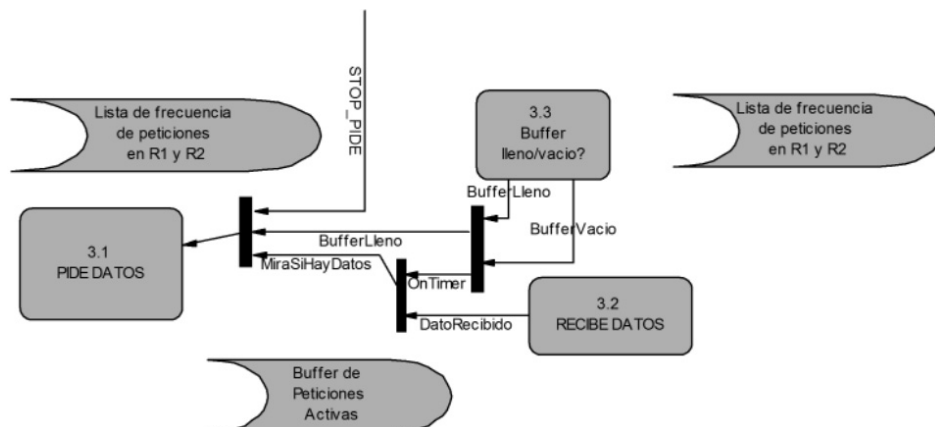 STOP_PIDE
Lista de frecuencia
de peticiones
en R1 y R2
3.3
Buffer
lleno/vacio?
Lista de frecuencia
de peticiones
en R1 y R2
BufferLleno
BufferVacio
3.1
PIDE DATOS
BufferLleno
MiraSiHayDatos
OnTimer
DatoRecibido
3.2
RECIBE DATOS
Buffer de
Peticiones
Activas